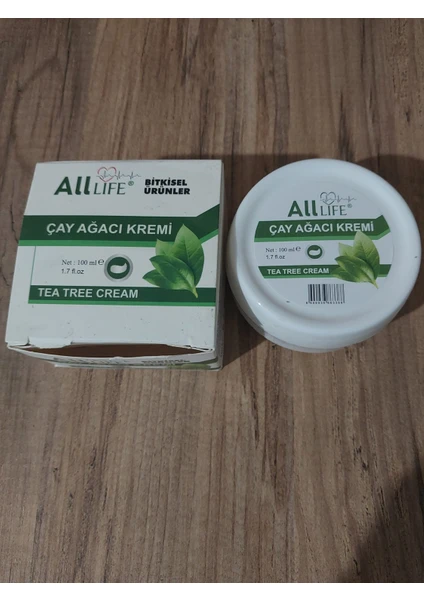 All LIFE®
BİTKİSEL
ÜRÜNLER
ÇAY AĞACI KREMİ
Net : 100 ml e
1.7 fl.oz
TEA TREE CREAM
All LIFE®
ÇAY AĞACI KREMİ
Net : 100 ml e
1.7 fl.oz
TEA TREE CREAM